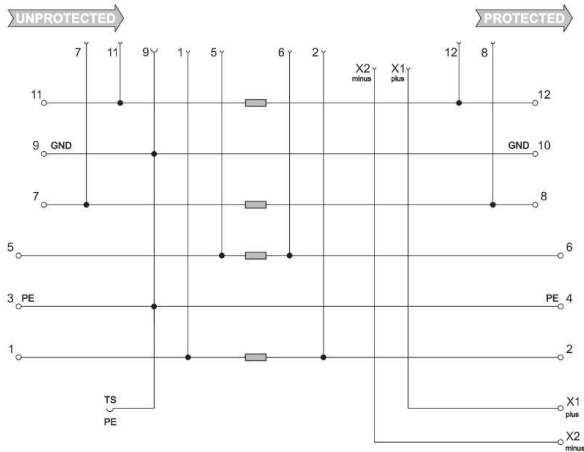 UNPROTECTED PROTECTED
7 11 9 1 5 6 2 12 8
X2 X1
minus plus
11 12
9 GND GND 10
7 8
5 6
3 PE PE 4
1 2
TS X1
plus
PE
X2
minus